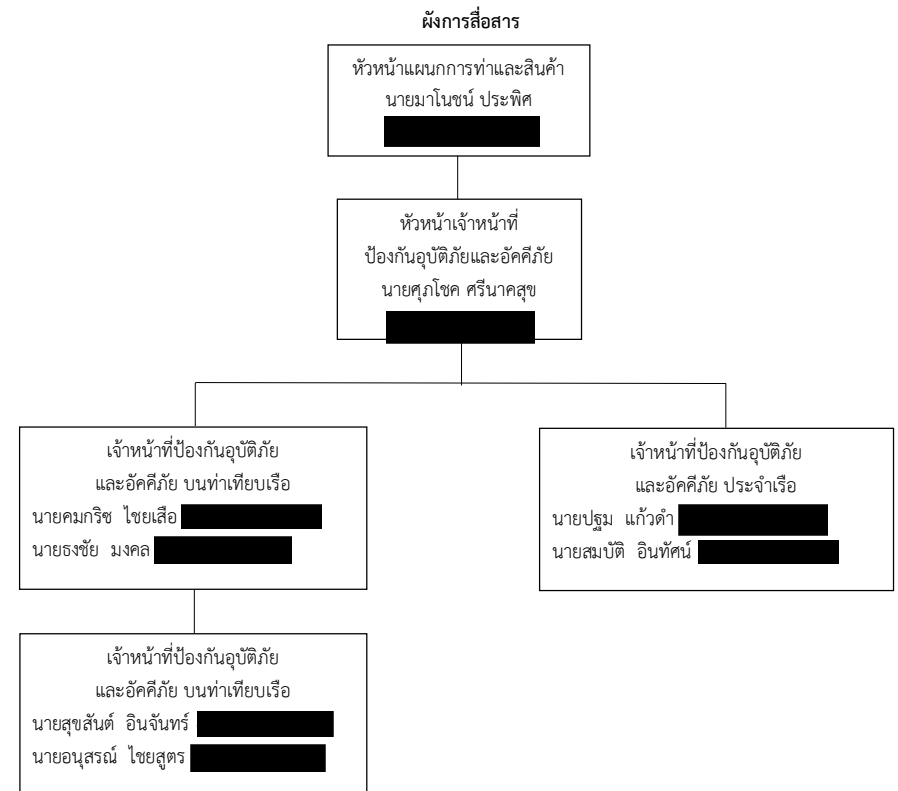 ผังการสื่อสาร
หัวหน้าแผนกการท่าและสินค้า
นายมาโนชน์ ประพิศ
หัวหน้าเจ้าหน้าที่
ป้องกันอุบัติภัยและอัคคีภัย
นายศุภโชค ศรีนาคสุข
เจ้าหน้าที่ป้องกันอุบัติภัย
และอัคคีภัย บนท่าเทียบเรือ
นายคมกริช ไชยเสือ
นายธงชัย มงคล
เจ้าหน้าที่ป้องกันอุบัติภัย
และอัคคีภัย ประจำเรือ
นายปฐม แก้วดำ
นายสมบัติ อินทัศน์
เจ้าหน้าที่ป้องกันอุบัติภัย
และอัคคีภัย บนท่าเทียบเรือ
นายสุขสันต์ อินจันทร์
นายอนุสรณ์ ไชยสูตร